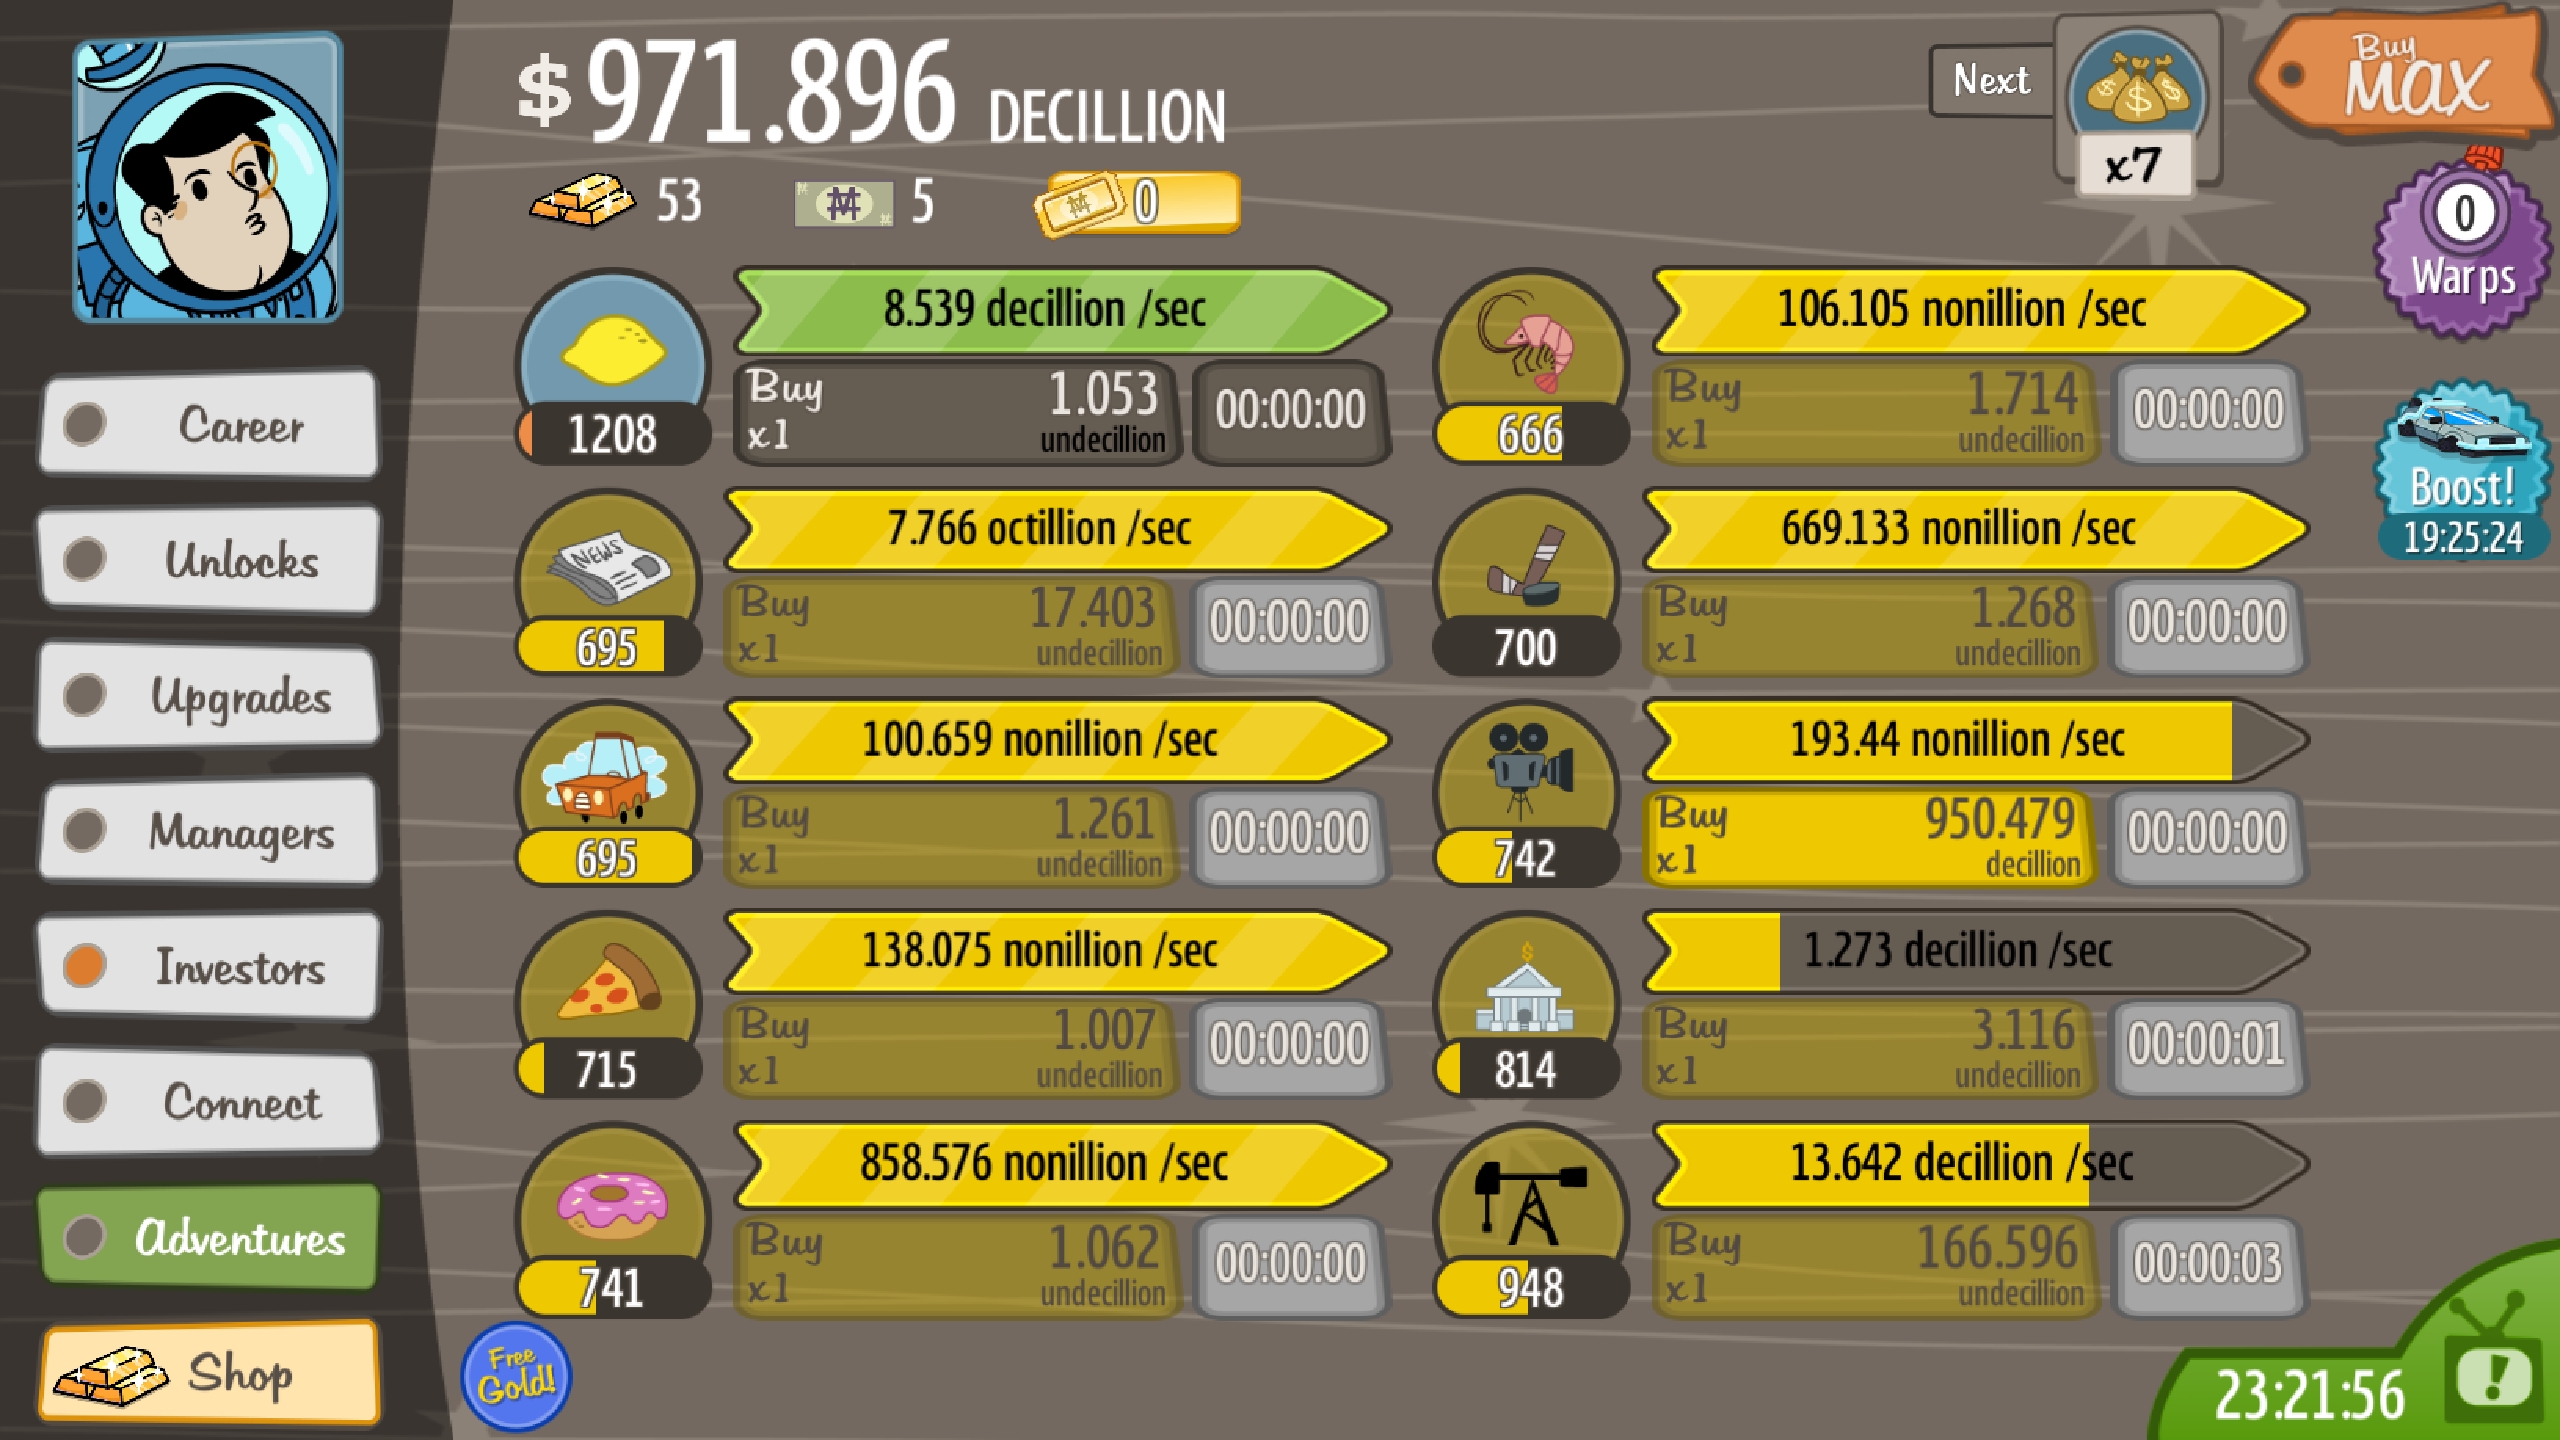 $971.896 DECILLION
53
5
0
Next
x7
Buy
MAX
0
Warps
Boost!
19:25:24
Career
Unlocks
Upgrades
Managers
Investors
Connect
Adventures
Shop
8.539 decillion /sec
1208
Buy
x1
1.053
undecillion
00:00:00
NEWS
7.766 octillion /sec
695
Buy
x1
17.403
undecillion
00:00:00
100.659 nonillion /sec
695
Buy
x1
1.261
undecillion
00:00:00
138.075 nonillion /sec
715
Buy
x1
1.007
undecillion
00:00:00
858.576 nonillion /sec
741
Buy
x1
1.062
undecillion
00:00:00
106.105 nonillion /sec
666
Buy
x1
1.714
undecillion
00:00:00
669.133 nonillion /sec
700
Buy
x1
1.268
undecillion
00:00:00
193.44 nonillion /sec
742
Buy
x1
950.479
decillion
00:00:00
1.273 decillion /sec
814
Buy
x1
3.116
undecillion
00:00:01
13.642 decillion /sec
948
Buy
x1
166.596
undecillion
00:00:03
Free
Gold!
23:21:56